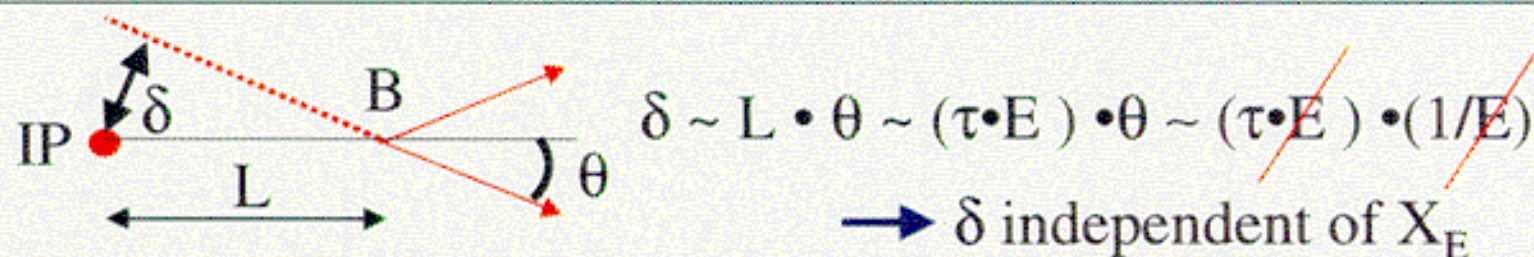 IP
δ
B
L
θ
δ ~ L • θ ~ (τ•E ) •θ ~ (τ•E ) •(1/E)
δ independent of X_E